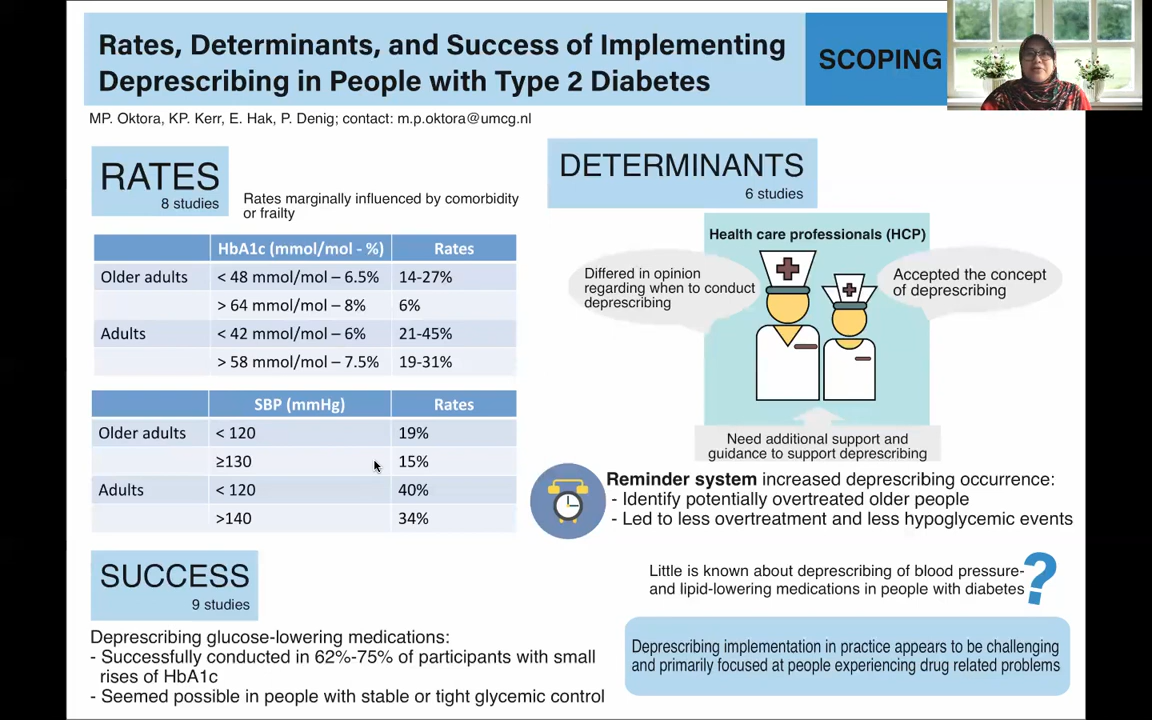 Rates, Determinants, and Success of Implementing
Deprescribing in People with Type 2 Diabetes
SCOPING
MP. Oktora, KP. Kerr, E. Hak, P. Denig; contact: m.p.oktora@umcg.nl
RATES
8 studies
Rates marginally influenced by comorbidity
or frailty
HbA1c (mmol/mol - %) Rates
Older adults < 48 mmol/mol – 6.5% 14-27%
> 64 mmol/mol – 8% 6%
Adults < 42 mmol/mol – 6% 21-45%
> 58 mmol/mol – 7.5% 19-31%
SBP (mmHg) Rates
Older adults < 120 19%
≥130 15%
Adults < 120 40%
>140 34%
SUCCESS
9 studies
Deprescribing glucose-lowering medications:
- Successfully conducted in 62%-75% of participants with small
rises of HbA1c
- Seemed possible in people with stable or tight glycemic control
DETERMINANTS
6 studies
Health care professionals (HCP)
Differed in opinion
regarding when to conduct
deprescribing
Accepted the concept
of deprescribing
Need additional support and
guidance to support deprescribing
Reminder system increased deprescribing occurrence:
- Identify potentially overtreated older people
- Led to less overtreatment and less hypoglycemic events
Little is known about deprescribing of blood pressure-
and lipid-lowering medications in people with diabetes
?
Deprescribing implementation in practice appears to be challenging
and primarily focused at people experiencing drug related problems